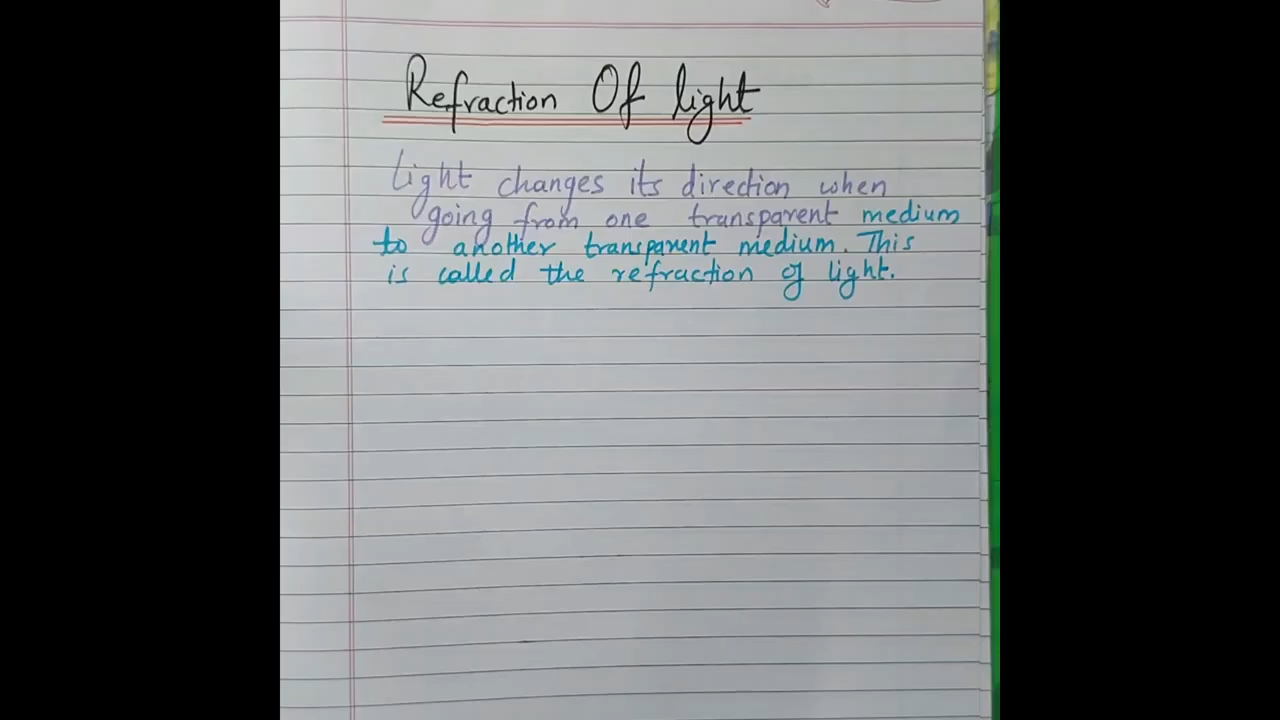 Refraction Of light
Light changes its direction when
going from one transparent medium
to another transparent medium. This
is called the refraction of light.